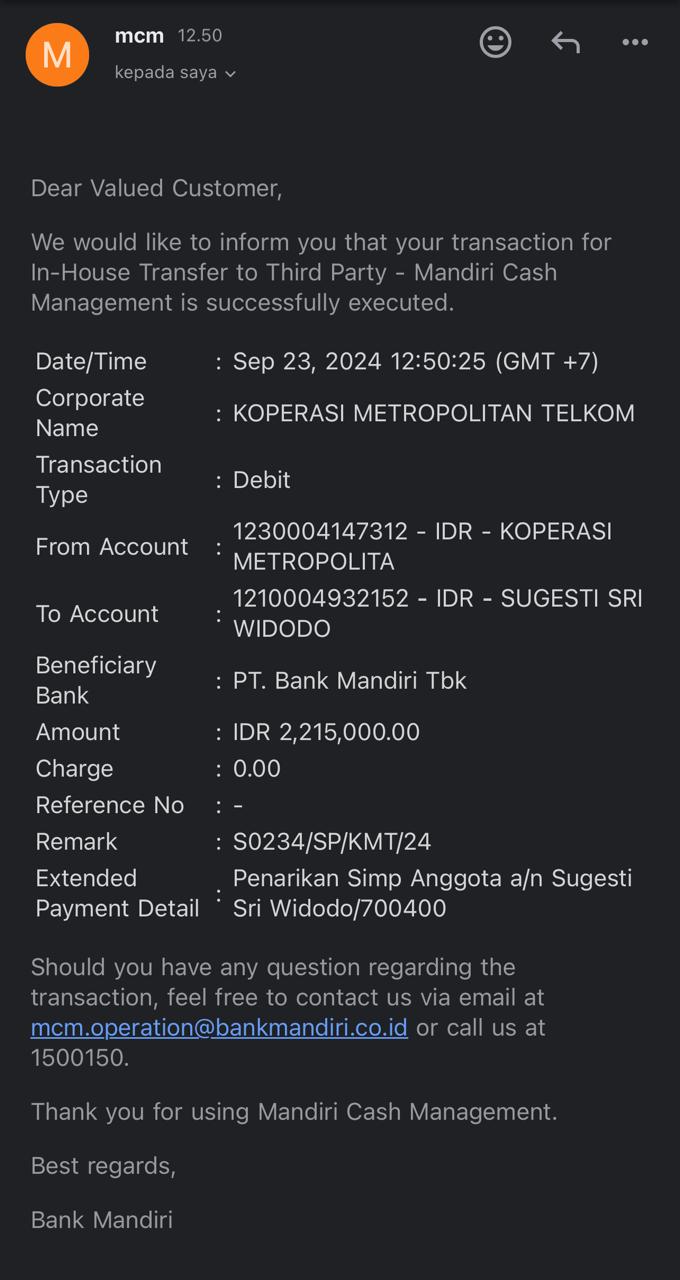 M
mcm 12.50
kepada saya
Dear Valued Customer,
We would like to inform you that your transaction for
In-House Transfer to Third Party - Mandiri Cash
Management is successfully executed.
Date/Time : Sep 23, 2024 12:50:25 (GMT +7)
Corporate
Name : KOPERASI METROPOLITAN TELKOM
Transaction
Type : Debit
From Account : 1230004147312 - IDR - KOPERASI
METROPOLITA
To Account : 1210004932152 - IDR - SUGESTI SRI
WIDODO
Beneficiary
Bank : PT. Bank Mandiri Tbk
Amount : IDR 2,215,000.00
Charge : 0.00
Reference No : -
Remark : S0234/SP/KMT/24
Extended : Penarikan Simp Anggota a/n Sugesti
Payment Detail Sri Widodo/700400
Should you have any question regarding the
transaction, feel free to contact us via email at
mcm.operation@bankmandiri.co.id or call us at
1500150.
Thank you for using Mandiri Cash Management.
Best regards,
Bank Mandiri